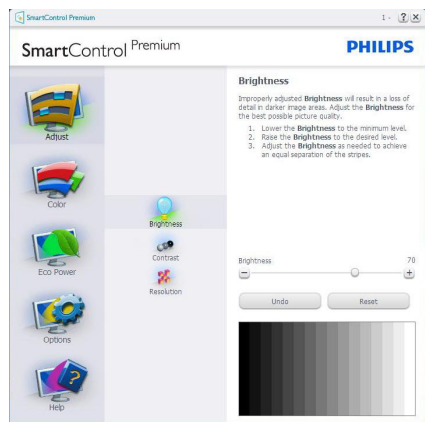 SmartControl Premium
1 -
? X
SmartControl Premium
PHILIPS
Adjust
Color
Eco Power
Options
Help
Brightness
Contrast
Resolution
Brightness
Improperly adjusted Brightness will result in a loss of
detail in darker image areas. Adjust the Brightness for
the best possible picture quality.
1. Lower the Brightness to the minimum level.
2. Raise the Brightness to the desired level.
3. Adjust the Brightness as needed to achieve
an equal separation of the stripes.
Brightness 70
Undo Reset